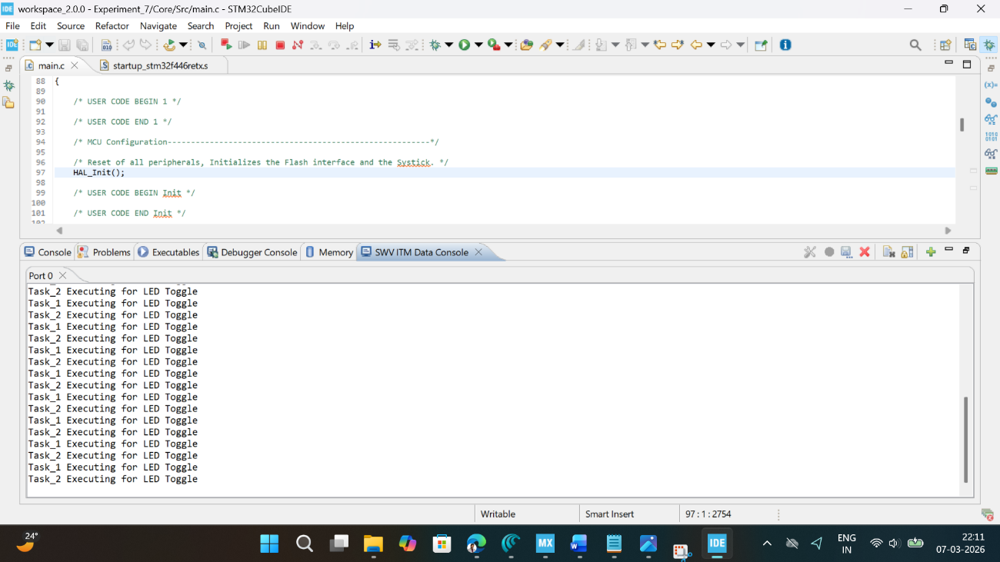 IDE workspace_2.0.0 - Experiment_7/Core/Src/main.c - STM32CubeIDE
File Edit Source Refactor Navigate Search Project Run Window Help
main.c startup_stm32f446retx.s
88 {
89
90 /* USER CODE BEGIN 1 */
91
92 /* USER CODE END 1 */
93
94 /* MCU Configuration--------------------------------------------------------*/
95
96 /* Reset of all peripherals, Initializes the Flash interface and the Systick. */
97 HAL_Init();
98
99 /* USER CODE BEGIN Init */
100
101 /* USER CODE END Init */
102
Console Problems Executables Debugger Console Memory SWV ITM Data Console
Port 0
Task_2 Executing for LED Toggle
Task_1 Executing for LED Toggle
Task_2 Executing for LED Toggle
Task_1 Executing for LED Toggle
Task_2 Executing for LED Toggle
Task_1 Executing for LED Toggle
Task_2 Executing for LED Toggle
Task_1 Executing for LED Toggle
Task_2 Executing for LED Toggle
Task_1 Executing for LED Toggle
Task_2 Executing for LED Toggle
Task_1 Executing for LED Toggle
Task_2 Executing for LED Toggle
Task_1 Executing for LED Toggle
Task_2 Executing for LED Toggle
Task_1 Executing for LED Toggle
Task_2 Executing for LED Toggle
Writable Smart Insert 97 : 1 : 2754
24°
MX
IDE
ENG
IN
22:11
07-03-2026